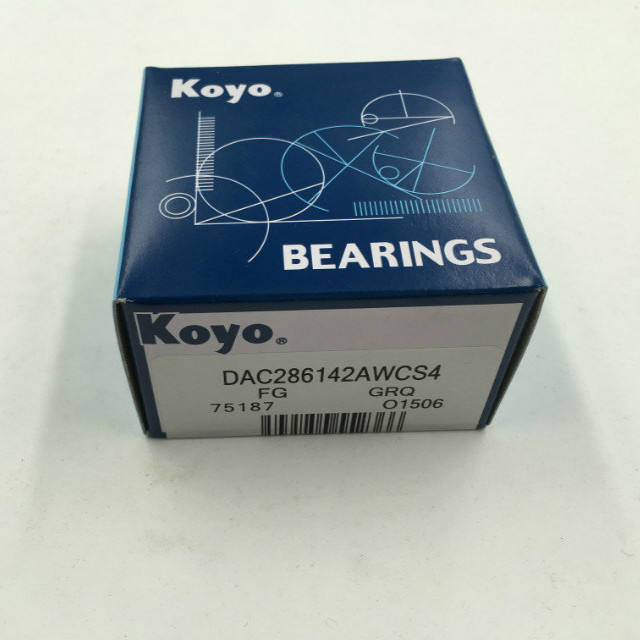 Koyo®
BEARINGS
Koyo®
DAC286142AWCS4
FG GRQ
75187 O1506